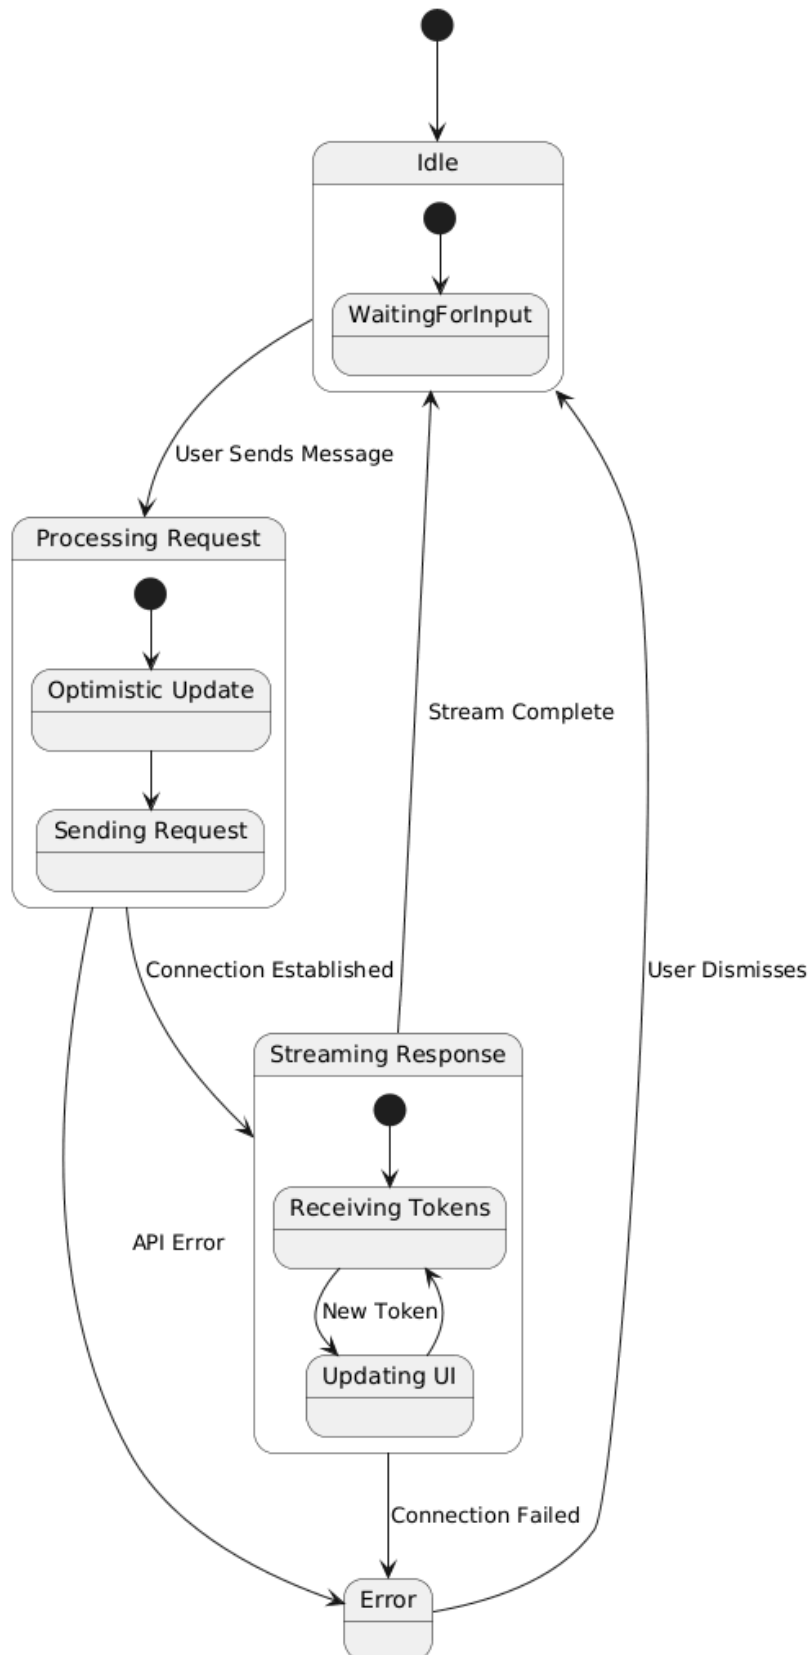 Idle
WaitingForInput
User Sends Message
Processing Request
Optimistic Update
Stream Complete
Sending Request
Connection Established
User Dismisses
Streaming Response
Receiving Tokens
API Error
New Token
Updating UI
Connection Failed
Error